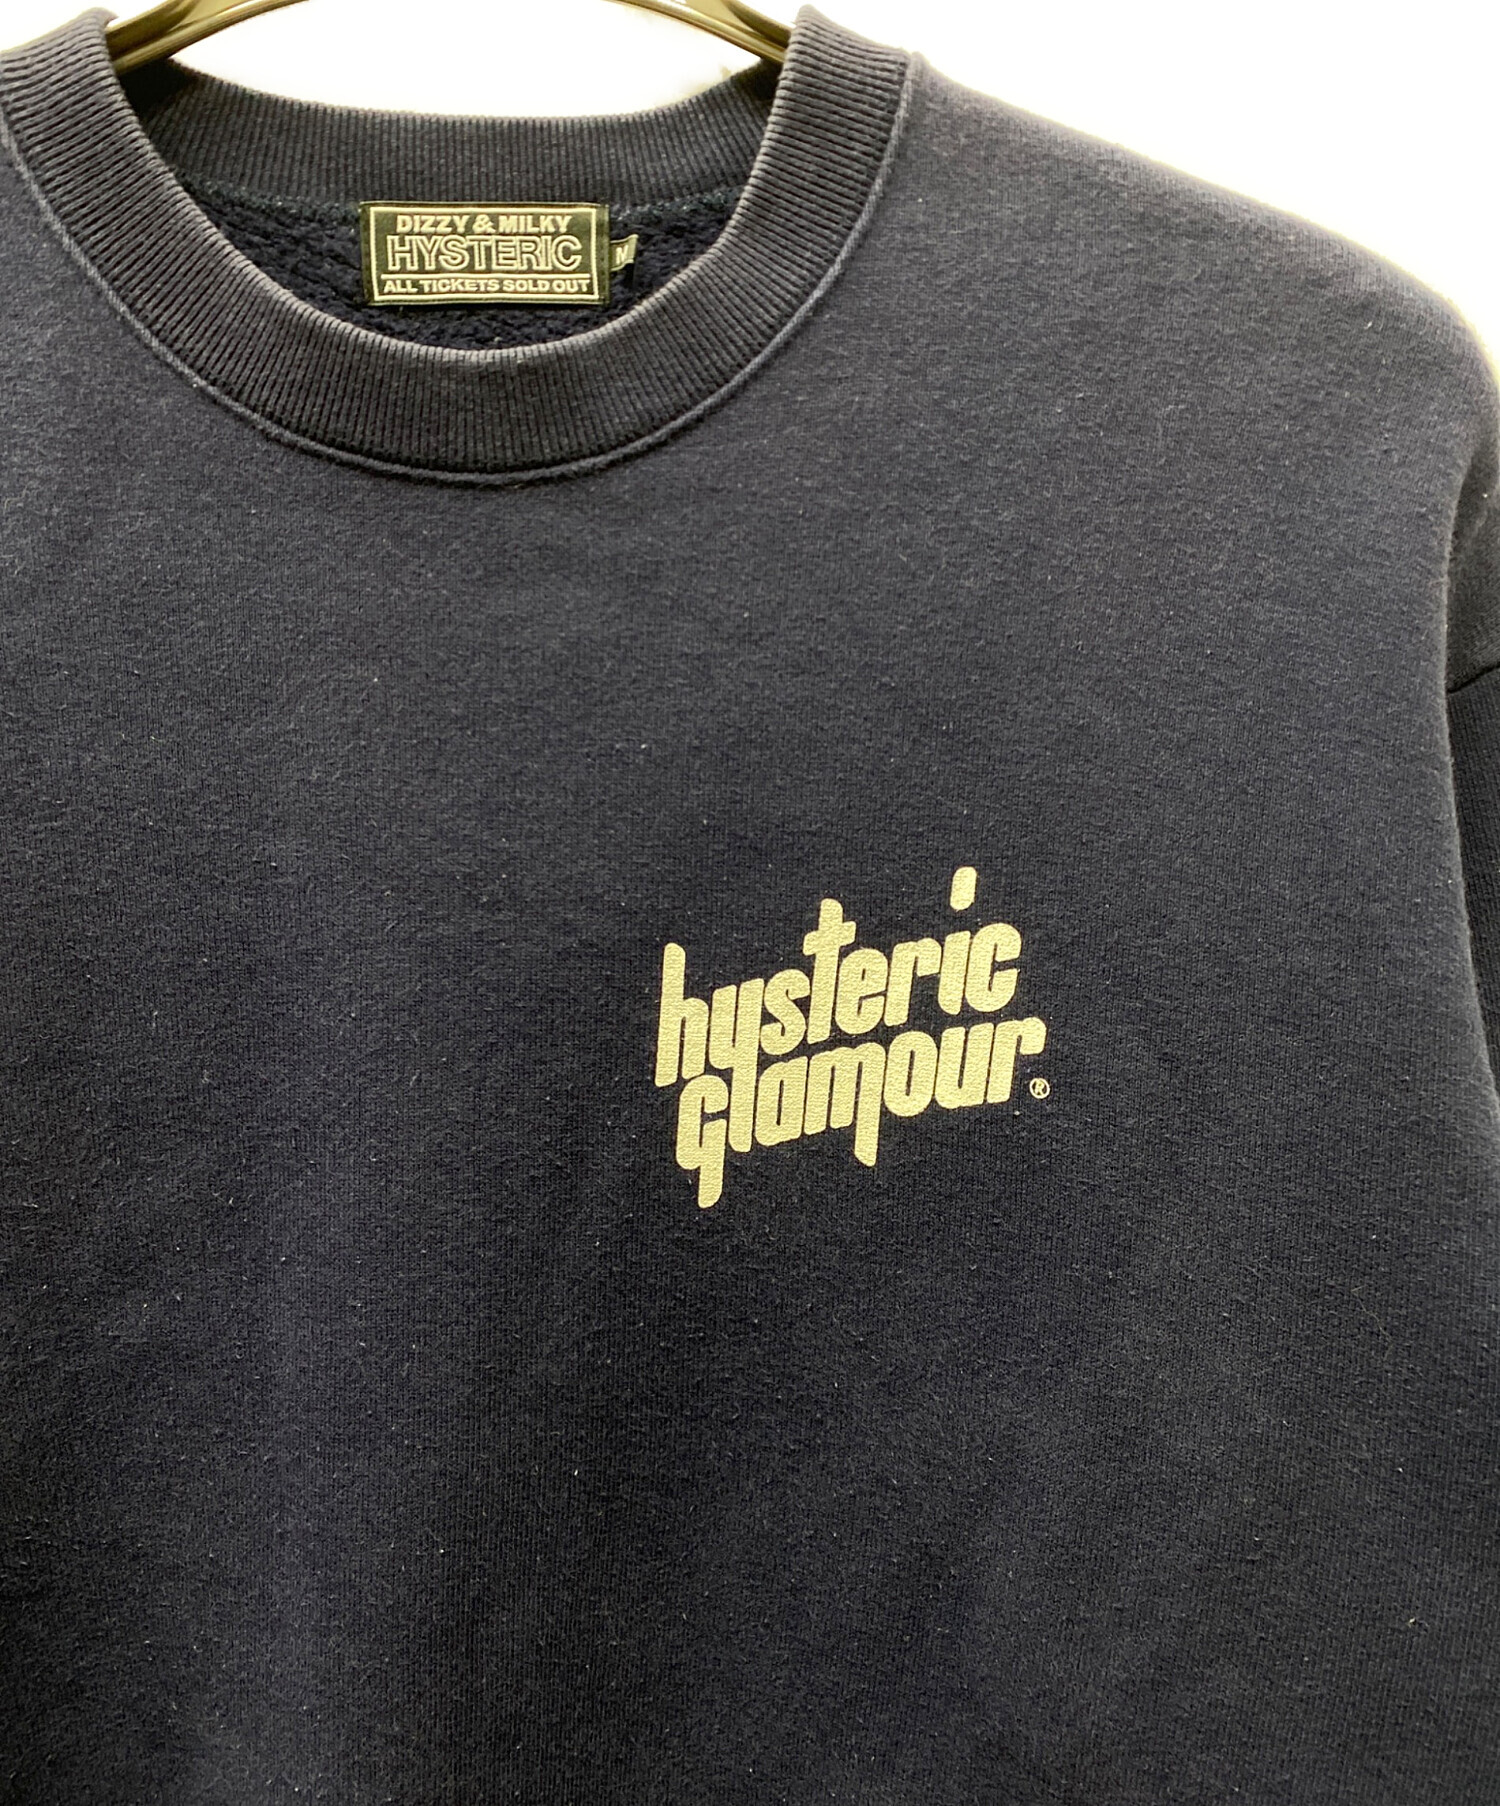 DIZZY & MILKY
HYSTERIC
ALL TICKETS SOLD OUT
M
hysteric
glamour®